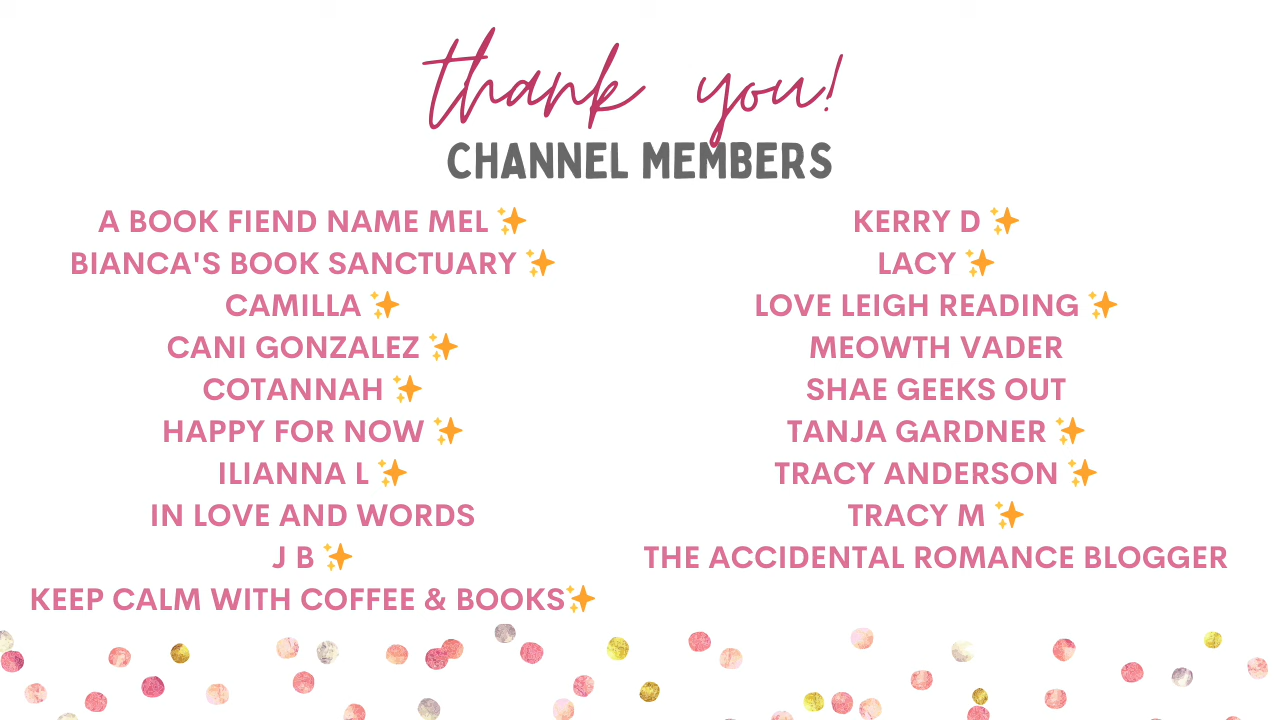 thank you!
CHANNEL MEMBERS
A BOOK FIEND NAME MEL ✨
BIANCA'S BOOK SANCTUARY ✨
CAMILLA ✨
CANI GONZALEZ ✨
COTANNAH ✨
HAPPY FOR NOW ✨
ILIANNA L ✨
IN LOVE AND WORDS
J B ✨
KEEP CALM WITH COFFEE & BOOKS✨
KERRY D ✨
LACY ✨
LOVE LEIGH READING ✨
MEOWTH VADER
SHAE GEEKS OUT
TANJA GARDNER ✨
TRACY ANDERSON ✨
TRACY M ✨
THE ACCIDENTAL ROMANCE BLOGGER